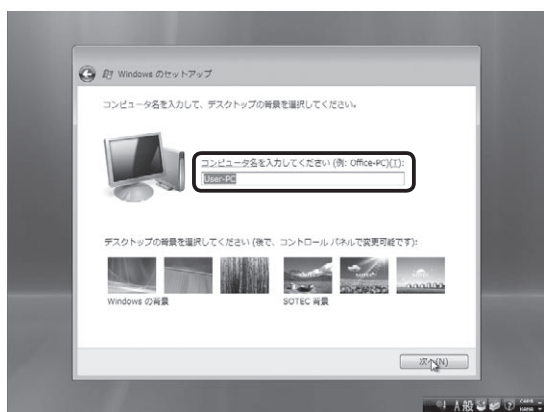 Windows のセットアップ
コンピュータ名を入力して、デスクトップの背景を選択してください。
コンピュータ名を入力してください (例: Office-PC)(T):
User-PC
デスクトップの背景を選択してください (後で、コントロール パネルで変更可能です):
Windows の背景
SOTEC 背景
次へ(N)
A 般
CAPS
KANA